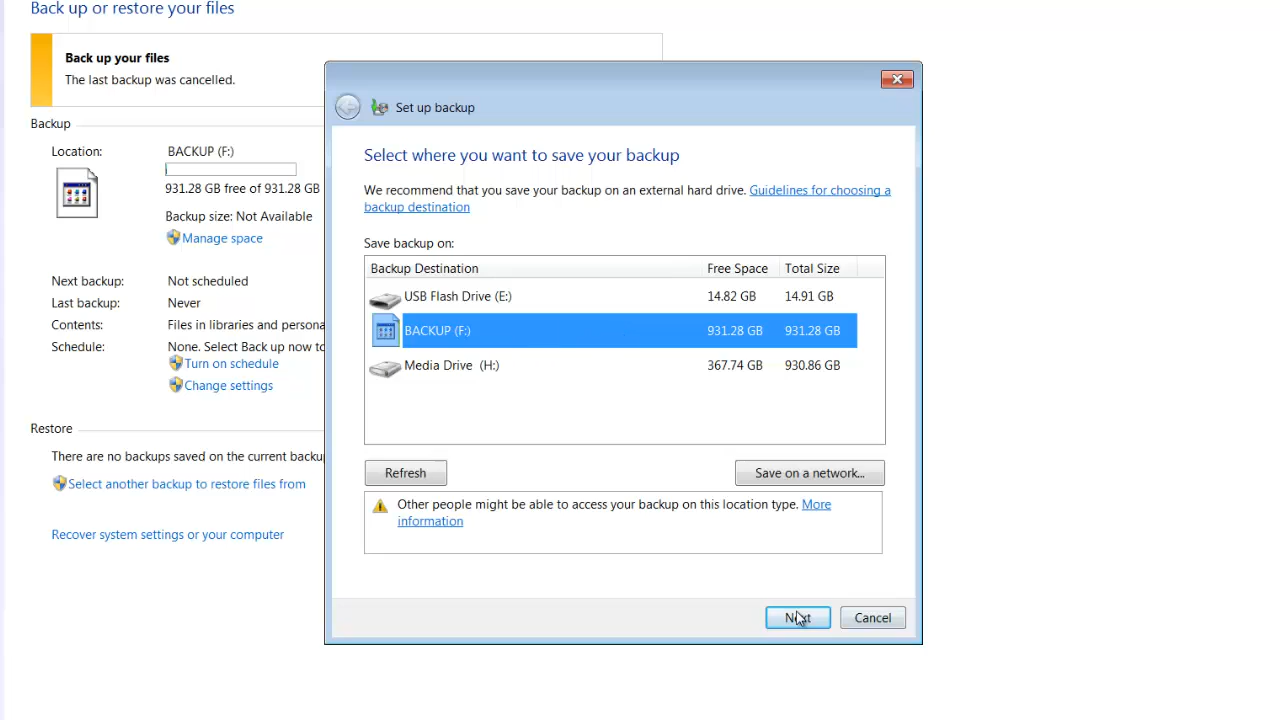 Back up or restore your files
Back up your files
The last backup was cancelled.
Backup
Location:
BACKUP (F:)
931.28 GB free of 931.28 GB
Backup size: Not Available
Manage space
Next backup:
Not scheduled
Last backup:
Never
Contents:
Files in libraries and persona
Schedule:
None. Select Back up now to
Turn on schedule
Change settings
Restore
There are no backups saved on the current backup
Select another backup to restore files from
Recover system settings or your computer
Set up backup
Select where you want to save your backup
We recommend that you save your backup on an external hard drive. Guidelines for choosing a
backup destination
Save backup on:
Backup Destination Free Space Total Size
USB Flash Drive (E:) 14.82 GB 14.91 GB
BACKUP (F:) 931.28 GB 931.28 GB
Media Drive (H:) 367.74 GB 930.86 GB
Refresh
Save on a network...
Other people might be able to access your backup on this location type. More
information
Next
Cancel